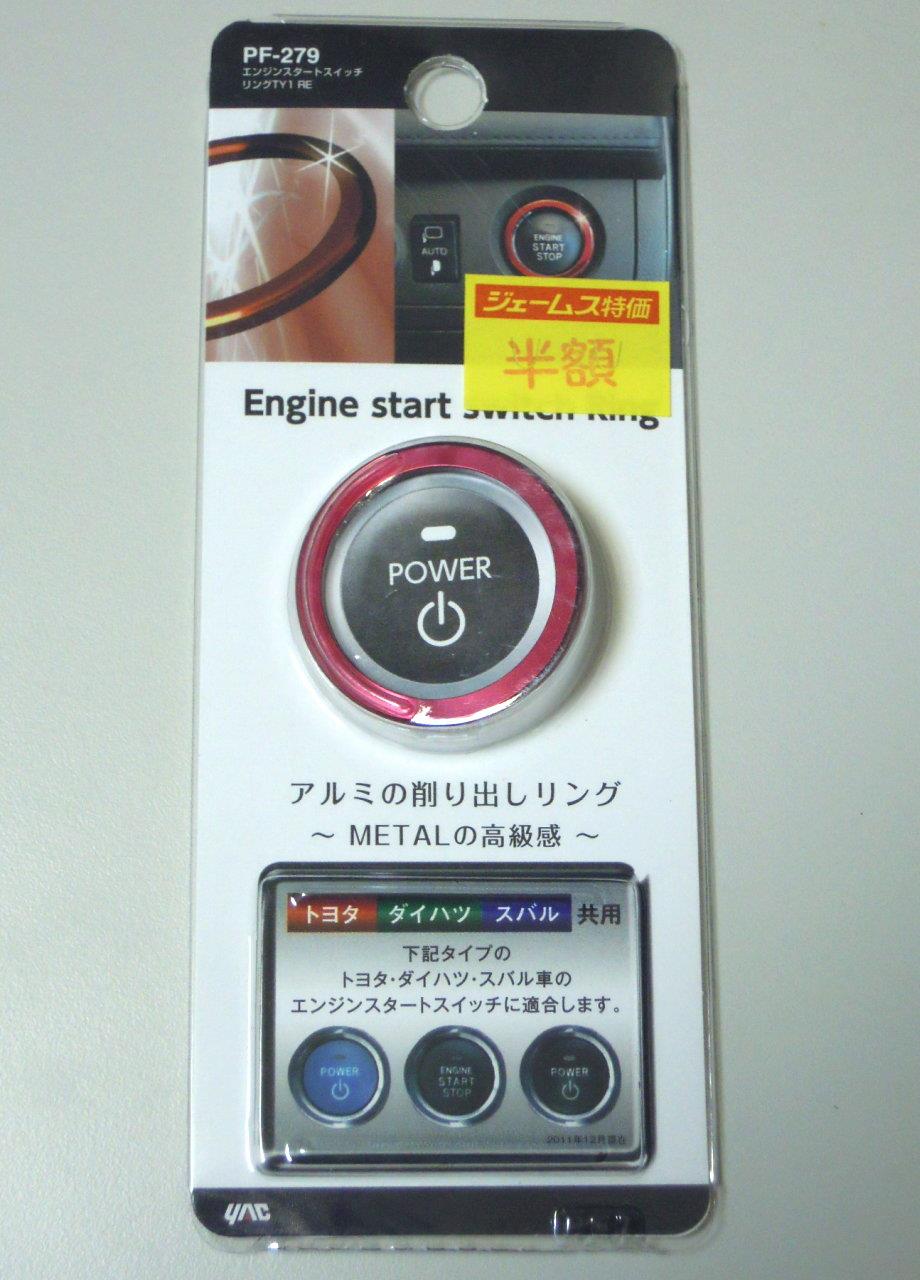 PF-279
エンジンスタートスイッチ
リングTY1 RE
AUTO
ENGINE
START
STOP
ジェームス特価
半額
Engine start switch Ring
POWER
アルミの削り出しリング
～ METALの高級感 ～
トヨタ ダイハツ スバル 共用
下記タイプの
トヨタ・ダイハツ・スバル車の
エンジンスタートスイッチに適合します。
POWER
ENGINE
START
STOP
POWER
2011年12月現在
YAC